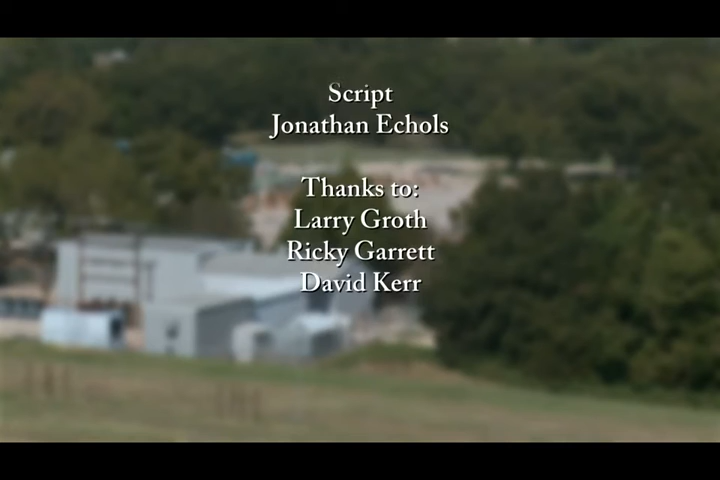 Script
Jonathan Echols
Thanks to:
Larry Groth
Ricky Garrett
David Kerr